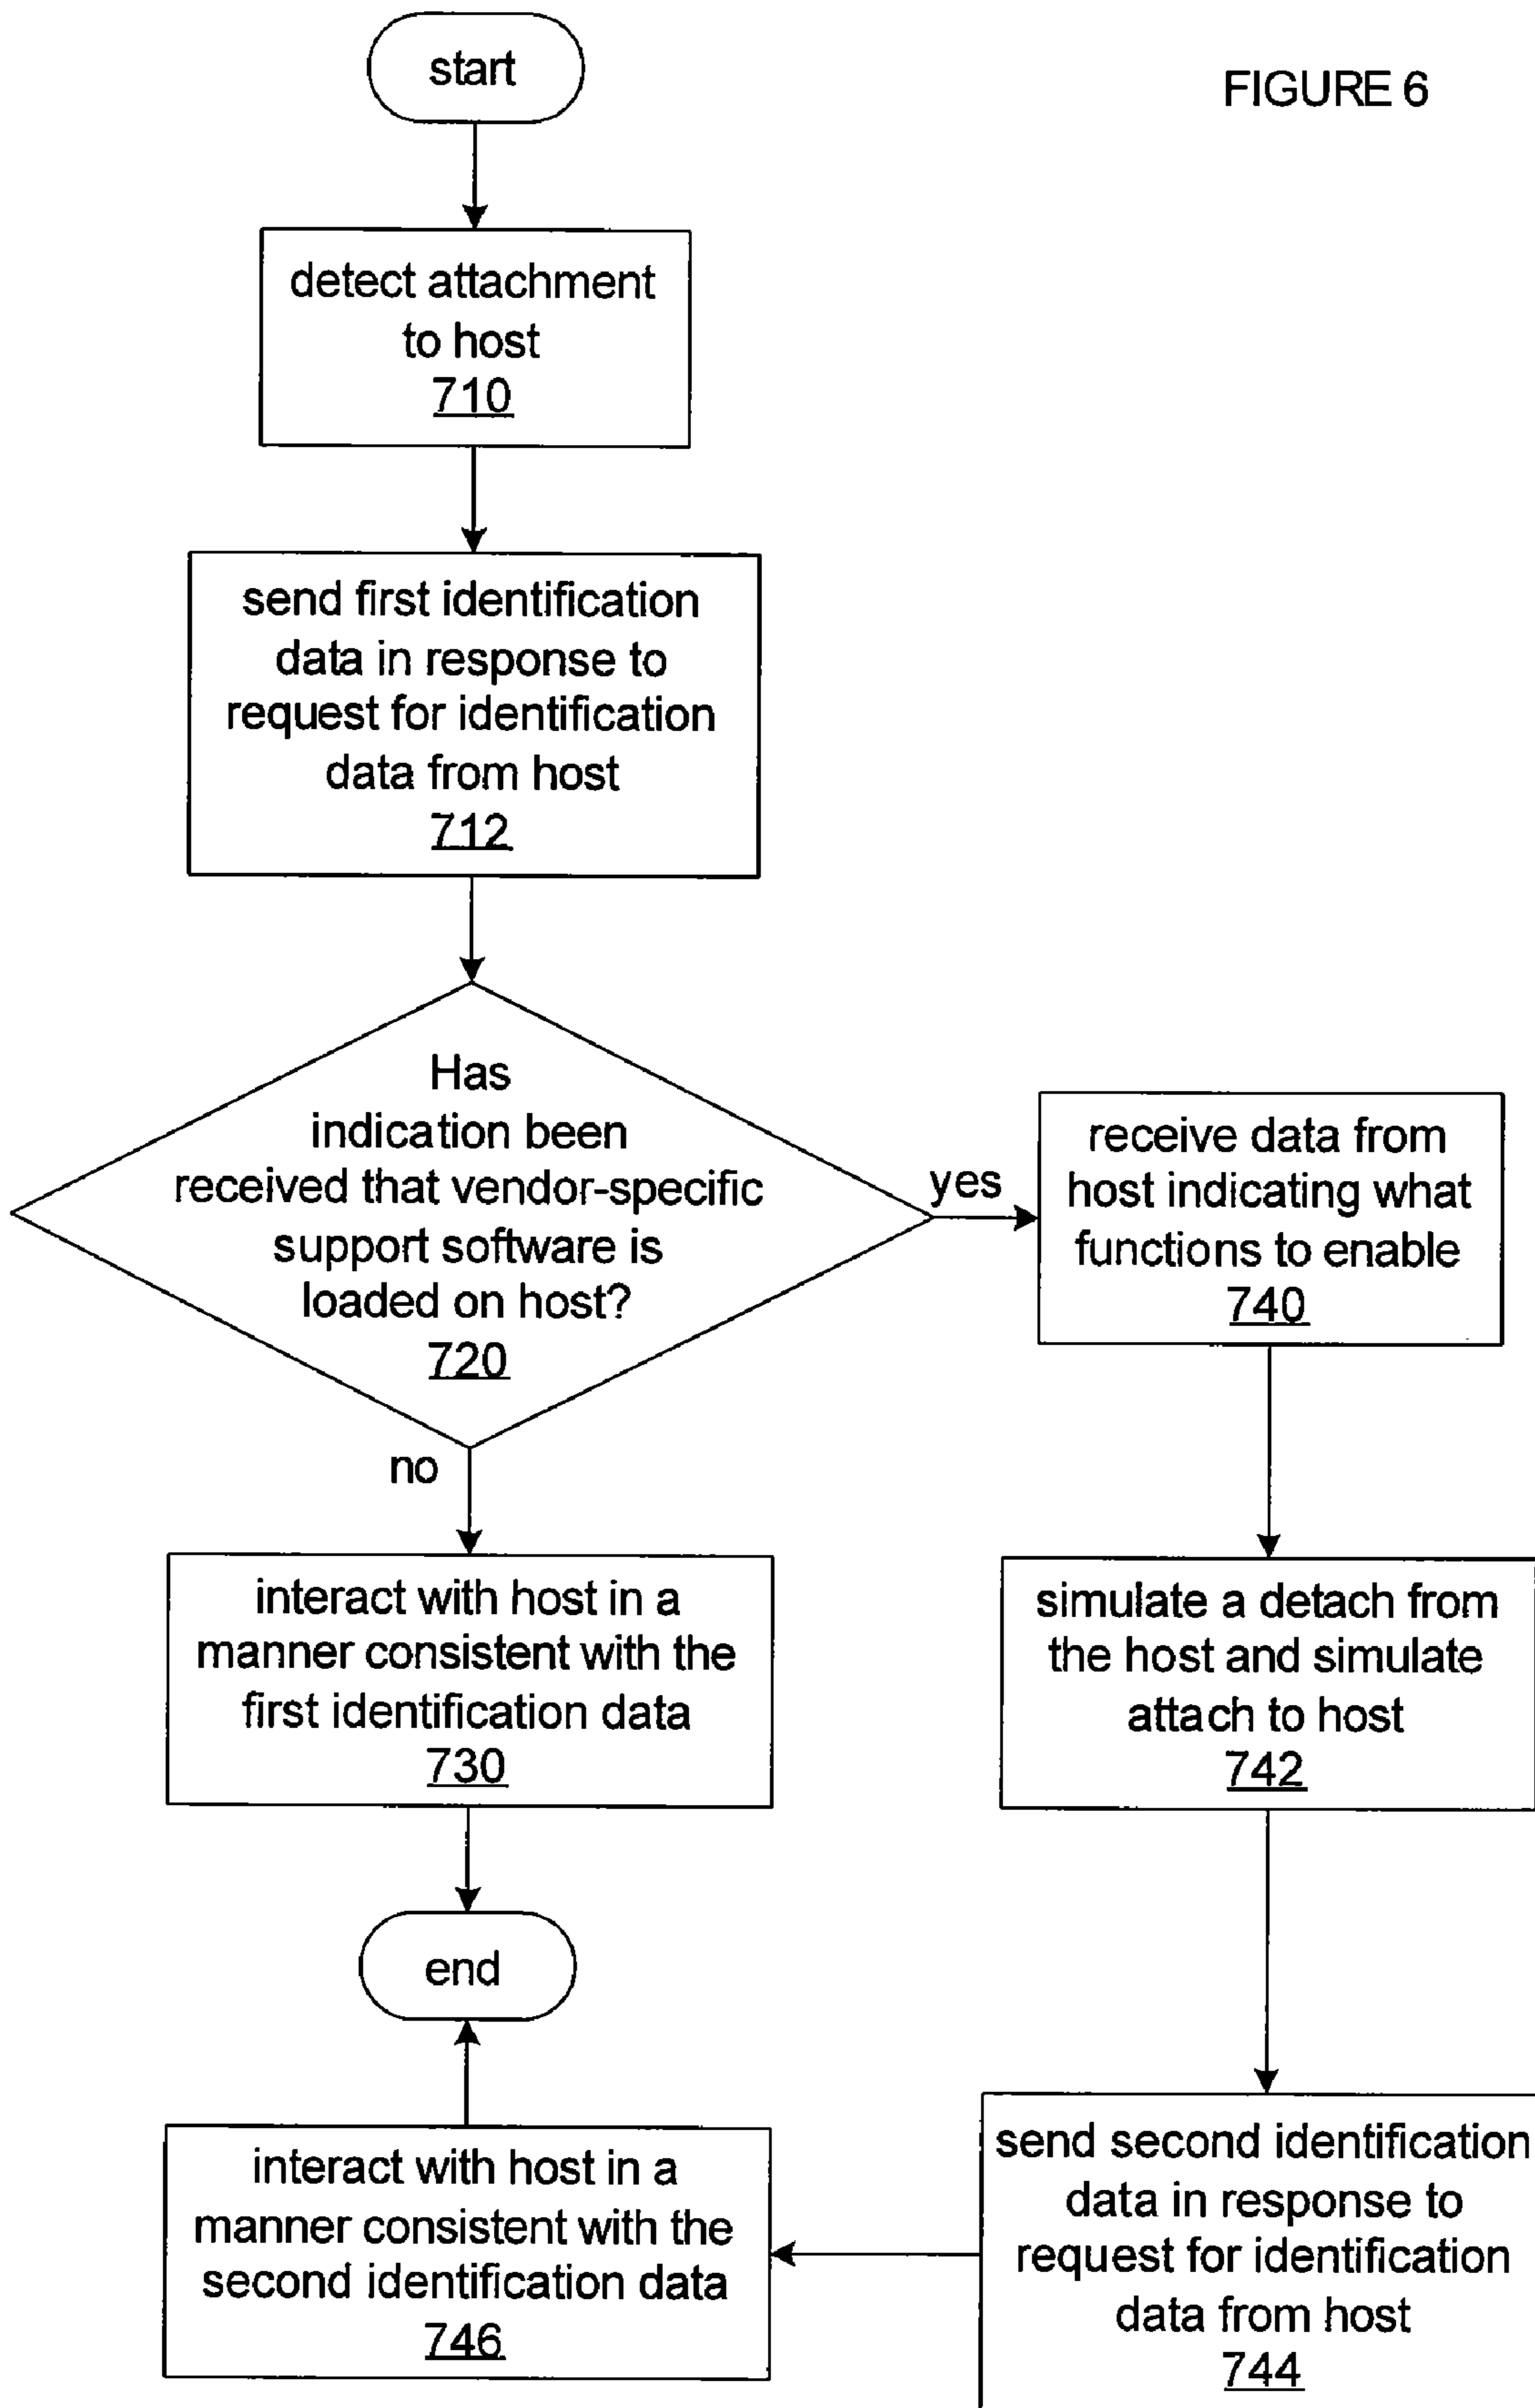 start
FIGURE 6
detect attachment
to host
710
send first identification
data in response to
request for identification
data from host
712
Has
indication been
received that vendor-specific
support software is
loaded on host?
720
yes
receive data from
host indicating what
functions to enable
740
no
interact with host in a
manner consistent with the
first identification data
730
simulate a detach from
the host and simulate
attach to host
742
end
interact with host in a
manner consistent with the
second identification data
746
send second identification
data in response to
request for identification
data from host
744